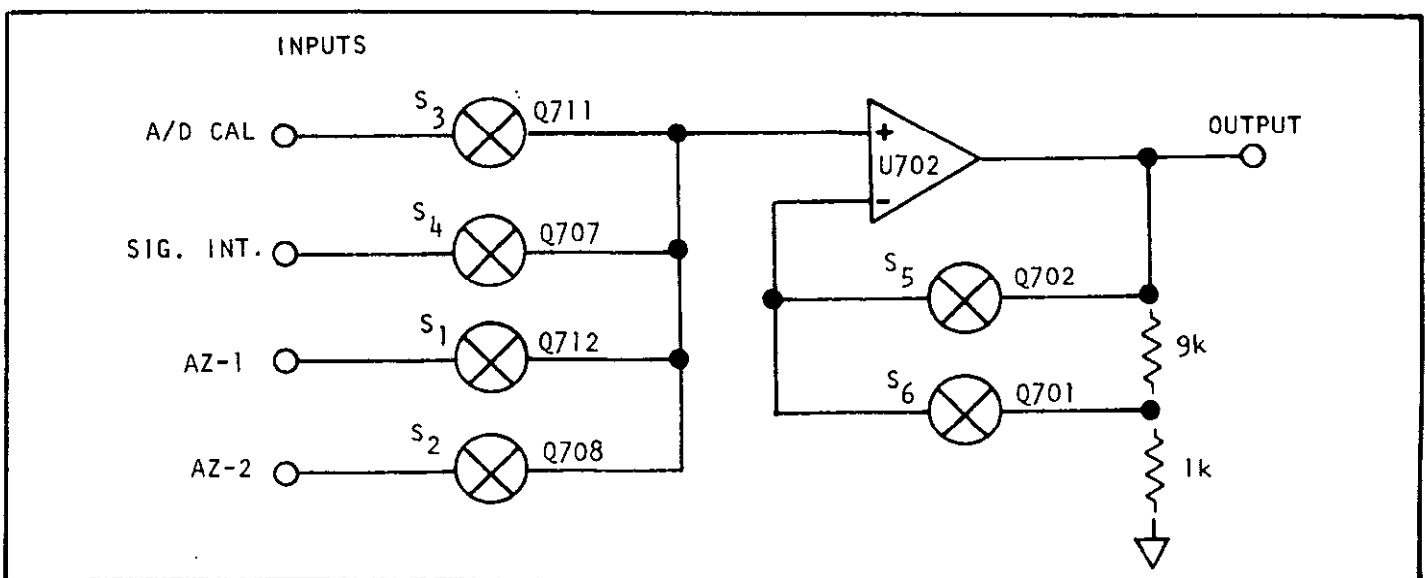 INPUTS
A/D CAL
S3
Q711
SIG. INT.
S4
Q707
AZ-1
S1
Q712
AZ-2
S2
Q708
+
U702
-
OUTPUT
S5
Q702
9k
S6
Q701
1k